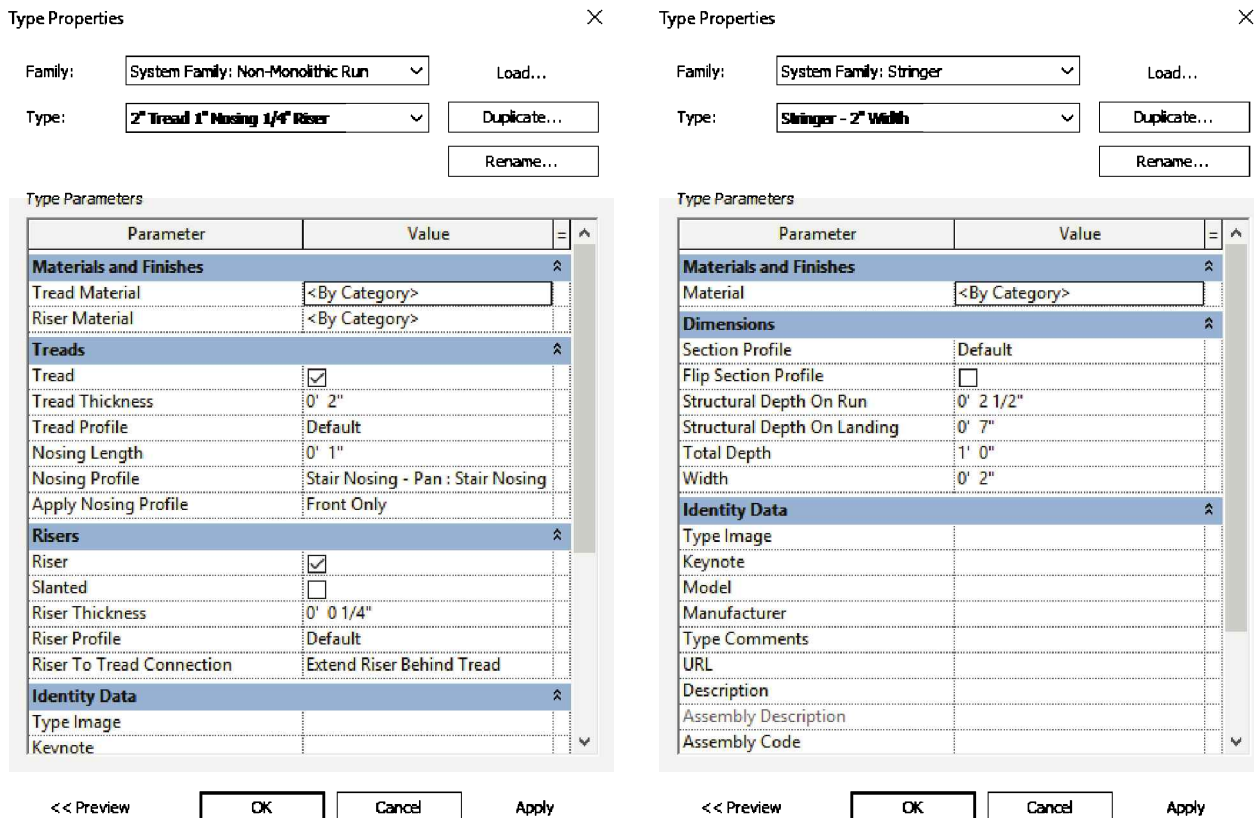 Type Properties
Family: System Family: Non-Monolithic Run Load...
Type: 2" Tread 1" Nosing 1/4" Riser Duplicate...
Rename...
Type Parameters
Parameter Value =
Materials and Finishes
Tread Material <By Category>
Riser Material <By Category>
Treads
Tread
Tread Thickness 0' 2"
Tread Profile Default
Nosing Length 0' 1"
Nosing Profile Stair Nosing - Pan : Stair Nosing
Apply Nosing Profile Front Only
Risers
Riser
Slanted
Riser Thickness 0' 0 1/4"
Riser Profile Default
Riser To Tread Connection Extend Riser Behind Tread
Identity Data
Type Image
Keynote
<< Preview OK Cancel Apply
Type Properties
Family: System Family: Stringer Load...
Type: Stringer - 2" Width Duplicate...
Rename...
Type Parameters
Parameter Value =
Materials and Finishes
Material <By Category>
Dimensions
Section Profile Default
Flip Section Profile
Structural Depth On Run 0' 2 1/2"
Structural Depth On Landing 0' 7"
Total Depth 1' 0"
Width 0' 2"
Identity Data
Type Image
Keynote
Model
Manufacturer
Type Comments
URL
Description
Assembly Description
Assembly Code
<< Preview OK Cancel Apply